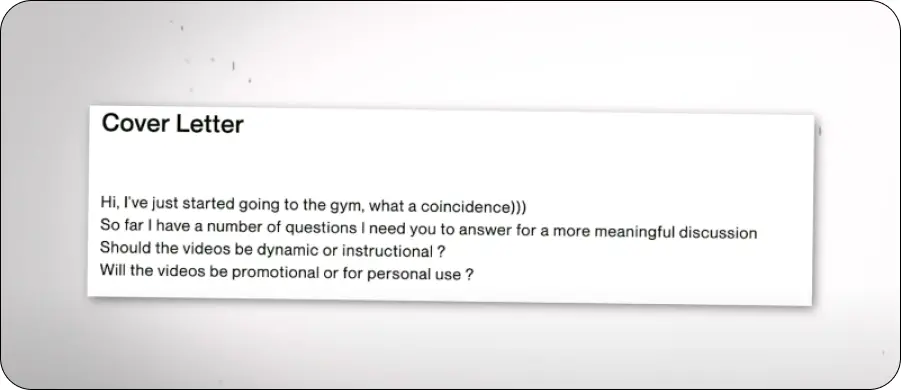 Cover Letter
Hi, I've just started going to the gym, what a coincidence)))
So far I have a number of questions I need you to answer for a more meaningful discussion
Should the videos be dynamic or instructional ?
Will the videos be promotional or for personal use ?